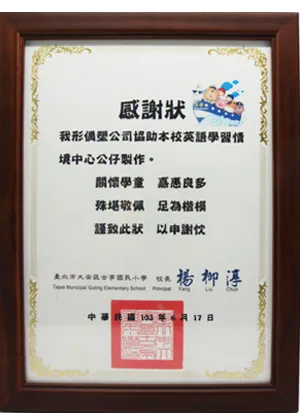 感謝狀
我形偶塑公司協助本校英語學習情
境中心公仔製作。
關懷學童　嘉惠良多
殊堪敬佩　足為楷模
謹致此狀　以申謝忱
臺北市大安區古亭國民小學　校長 楊 柳 淳
Taipei Municipal Guting Elementary School　Principal Yang Liu Chun
中華民國 103 年 6 月 17 日